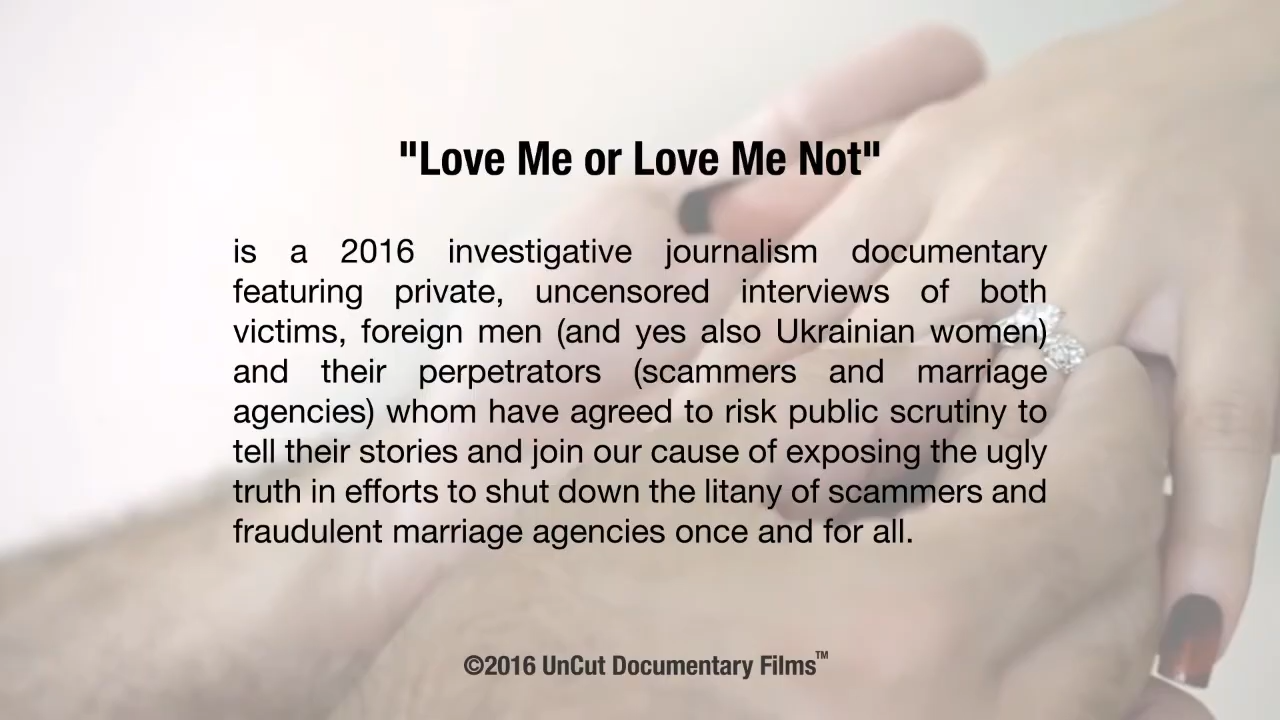 "Love Me or Love Me Not"
is a 2016 investigative journalism documentary
featuring private, uncensored interviews of both
victims, foreign men (and yes also Ukrainian women)
and their perpetrators (scammers and marriage
agencies) whom have agreed to risk public scrutiny to
tell their stories and join our cause of exposing the ugly
truth in efforts to shut down the litany of scammers and
fraudulent marriage agencies once and for all.
©2016 UnCut Documentary Films™